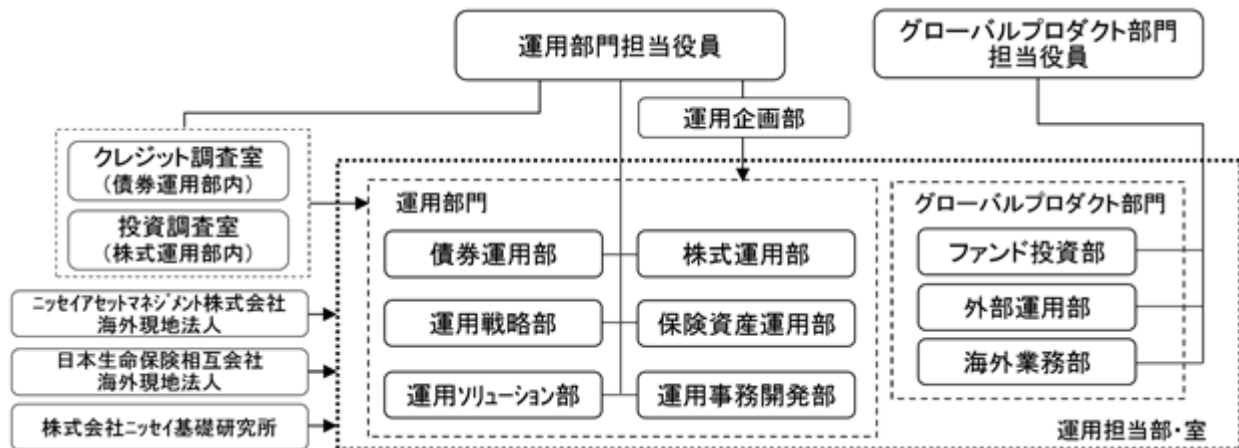 運用部門担当役員
グローバルプロダクト部門
担当役員
運用企画部
クレジット調査室
（債券運用部内）
投資調査室
（株式運用部内）
運用部門
債券運用部
株式運用部
運用戦略部
保険資産運用部
運用ソリューション部
運用事務開発部
グローバルプロダクト部門
ファンド投資部
外部運用部
海外業務部
ニッセイアセットマネジメント株式会社
海外現地法人
日本生命保険相互会社
海外現地法人
株式会社ニッセイ基礎研究所
運用担当部・室